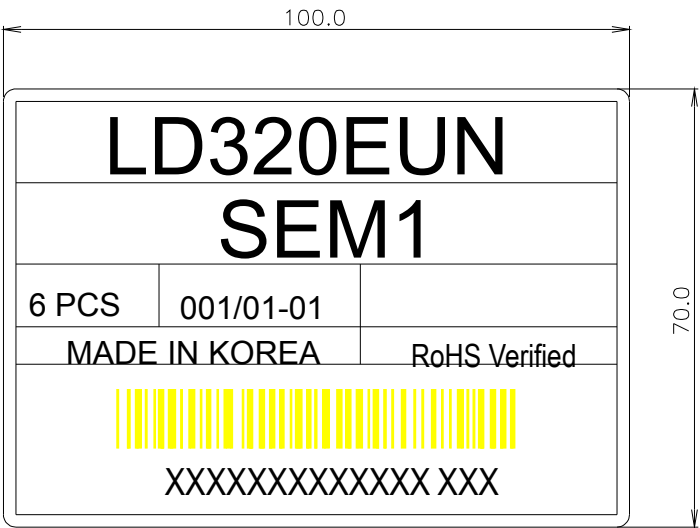 100.0
LD320EUN
SEM1
6 PCS 001/01-01
70.0
MADE IN KOREA RoHS Verified
XXXXXXXXXXXXX XXX